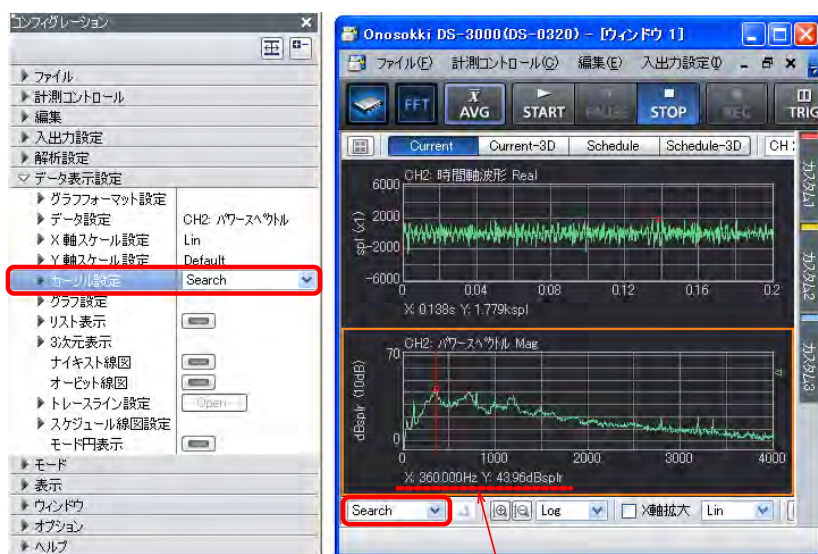 コンフィグレーション
ファイル
計測コントロール
編集
入出力設定
解析設定
データ表示設定
グラフフォーマット設定
データ設定 CH2: パワースペクトル
X 軸スケール設定 Lin
Y 軸スケール設定 Default
カーソル設定 Search
グラフ設定
リスト表示
3次元表示
ナイキスト線図
オービット線図
トレースライン設定 Open
スケジュール線図設定
モード円表示
モード
表示
ウィンドウ
オプション
ヘルプ
Onosokki DS-3000(DS-0320) - [ウィンドウ 1]
ファイル(F) 計測コントロール(C) 編集(E) 入出力設定(I)
FFT X AVG START PAUSE STOP REC TRIG
Current Current-3D Schedule Schedule-3D CH:
CH2: 時間軸波形 Real
6000
2000
-2000
-6000
spl (x1)
0 0.04 0.08 0.12 0.16 0.2
X: 0.138s Y: 1.779kspl
CH2: パワースペクトル Mag
70
0
dBsplr (10dB)
0 1000 2000 3000 4000
X: 360.000Hz Y: 43.96dBsplr
Search Log X軸拡大 Lin
カスタム1
カスタム2
カスタム3